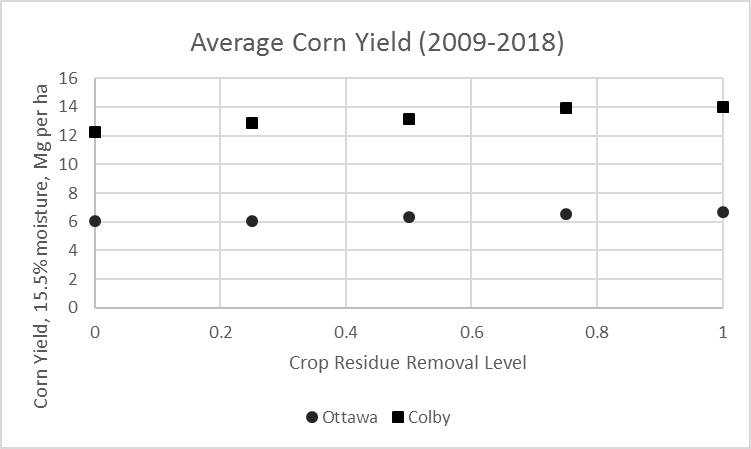 Average Corn Yield (2009-2018)
Corn Yield, 15.5% moisture, Mg per ha
16
14
12
10
8
6
4
2
0
0 0.2 0.4 0.6 0.8 1
Crop Residue Removal Level
Ottawa Colby